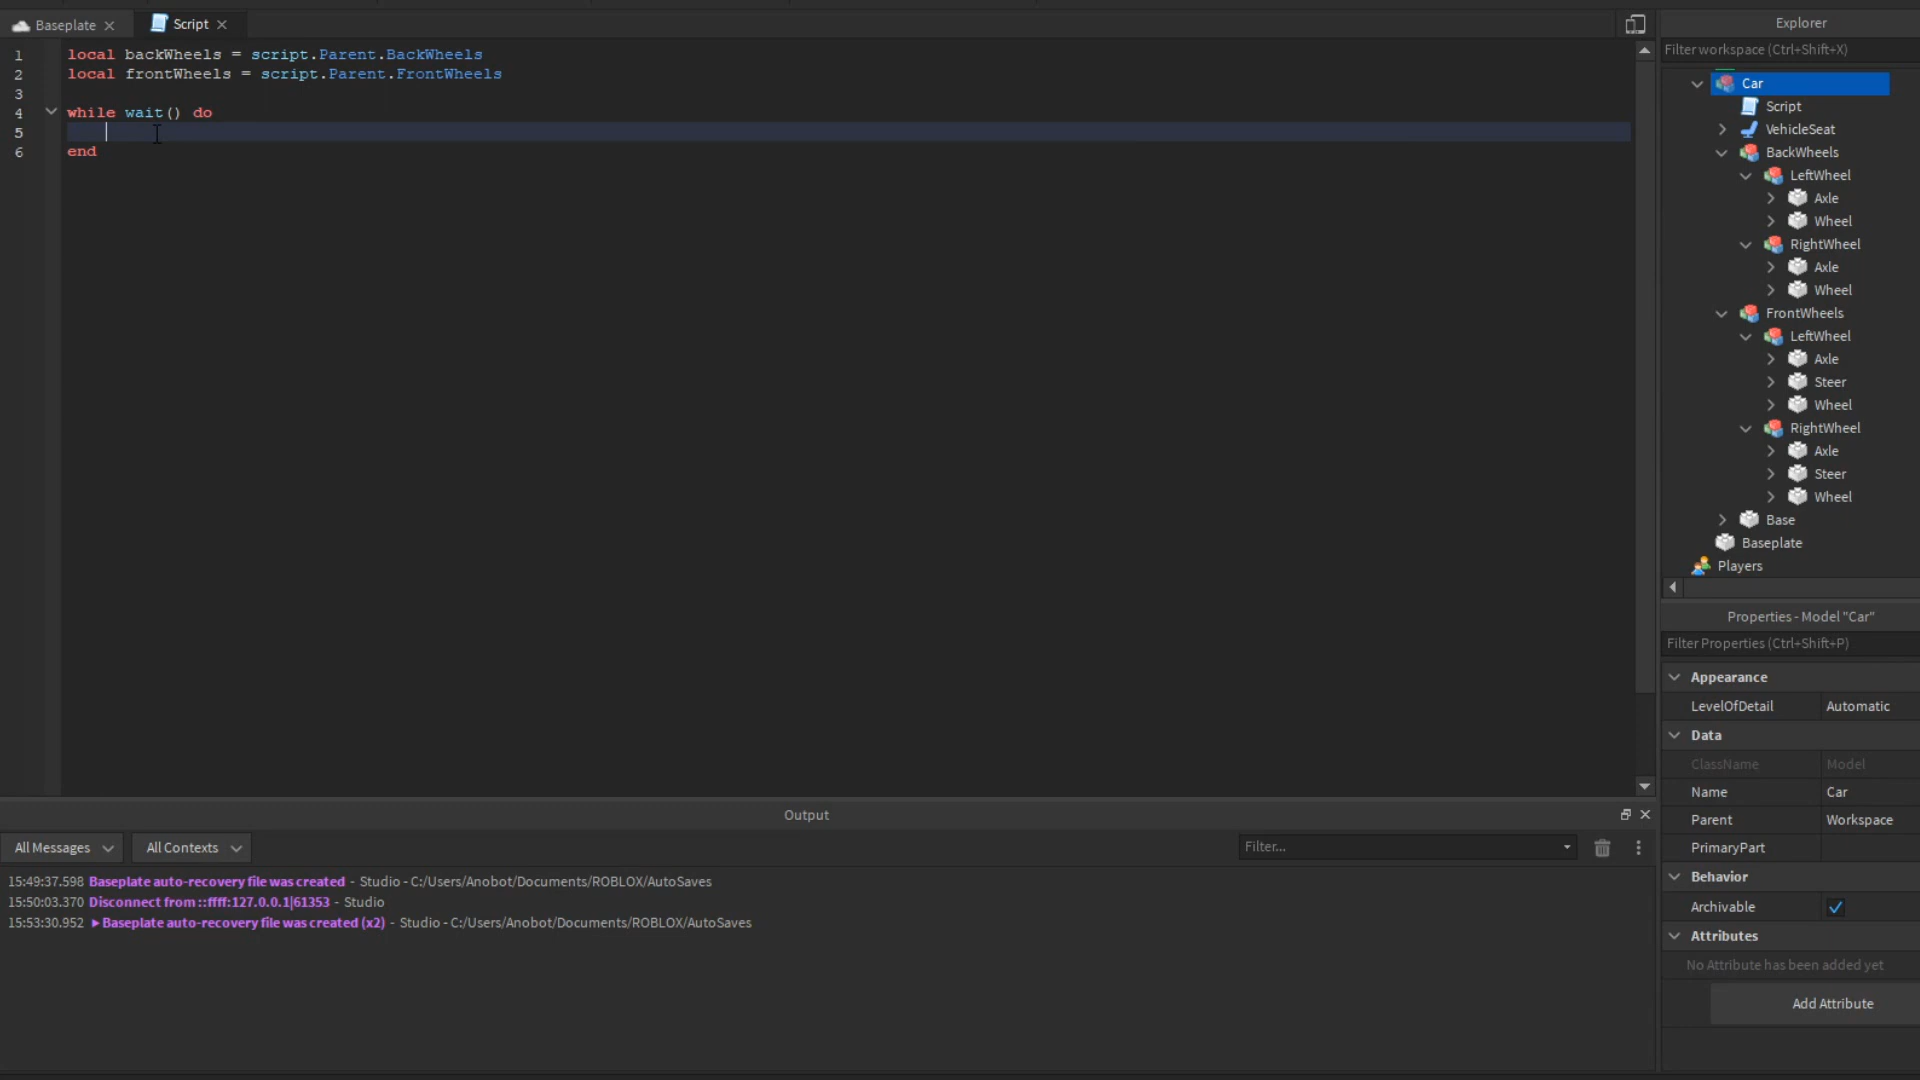 Baseplate
Script
Explorer
Filter workspace (Ctrl+Shift+X)
1 local backWheels = script.Parent.BackWheels
2 local frontWheels = script.Parent.FrontWheels
3
4 while wait() do
5
6 end
Car
Script
VehicleSeat
BackWheels
LeftWheel
Axle
Wheel
RightWheel
Axle
Wheel
FrontWheels
LeftWheel
Axle
Steer
Wheel
RightWheel
Axle
Steer
Wheel
Base
Baseplate
Players
Properties - Model "Car"
Filter Properties (Ctrl+Shift+P)
Appearance
LevelOfDetail Automatic
Data
ClassName Model
Name Car
Parent Workspace
PrimaryPart
Behavior
Archivable
Attributes
No Attribute has been added yet
Add Attribute
Output
All Messages
All Contexts
Filter...
15:49:37.598 Baseplate auto-recovery file was created - Studio - C:/Users/Anobot/Documents/ROBLOX/AutoSaves
15:50:03.370 Disconnect from ::ffff:127.0.0.1|61353 - Studio
15:53:30.952 ▶ Baseplate auto-recovery file was created (x2) - Studio - C:/Users/Anobot/Documents/ROBLOX/AutoSaves